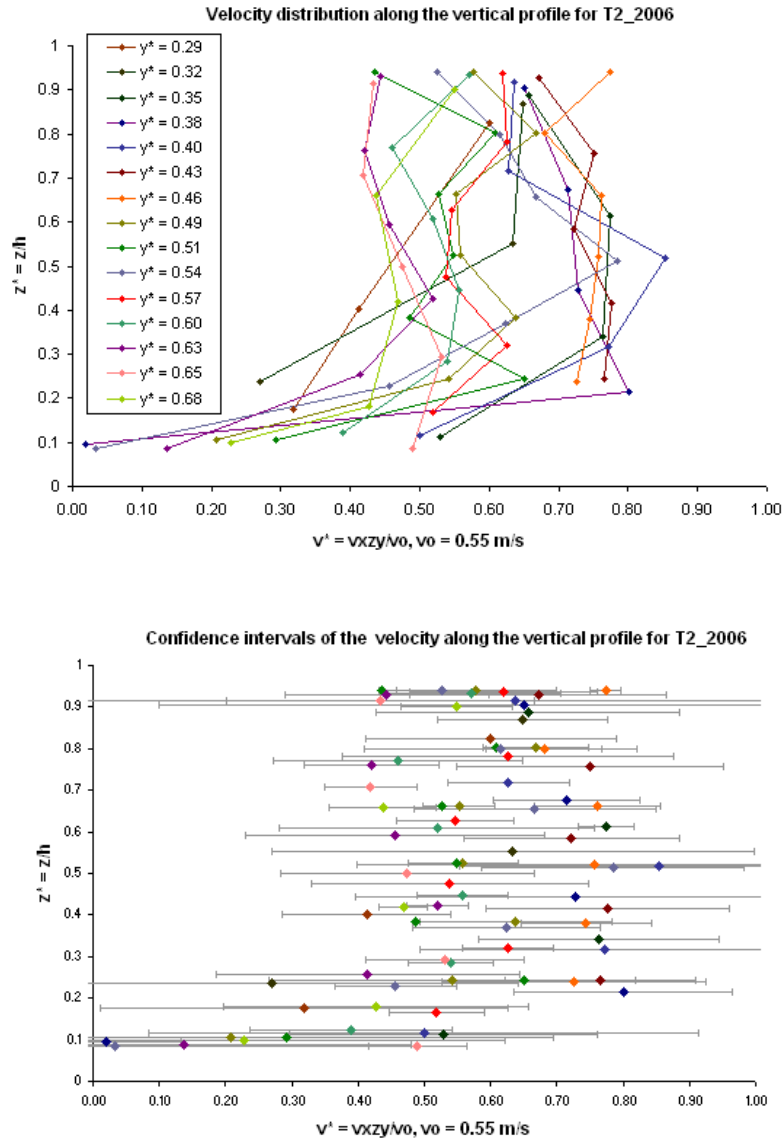 Velocity distribution along the vertical profile for T2_2006
1
0.9
0.8
0.7
0.6
0.5
0.4
0.3
0.2
0.1
0
z* = z/h
y* = 0.29
y* = 0.32
y* = 0.35
y* = 0.38
y* = 0.40
y* = 0.43
y* = 0.46
y* = 0.49
y* = 0.51
y* = 0.54
y* = 0.57
y* = 0.60
y* = 0.63
y* = 0.65
y* = 0.68
0.00 0.10 0.20 0.30 0.40 0.50 0.60 0.70 0.80 0.90 1.00
v* = vxzy/vo, vo = 0.55 m/s
Confidence intervals of the velocity along the vertical profile for T2_2006
1
0.9
0.8
0.7
0.6
0.5
0.4
0.3
0.2
0.1
0
z* = z/h
0.00 0.10 0.20 0.30 0.40 0.50 0.60 0.70 0.80 0.90 1.00
v* = vxzy/vo, vo = 0.55 m/s